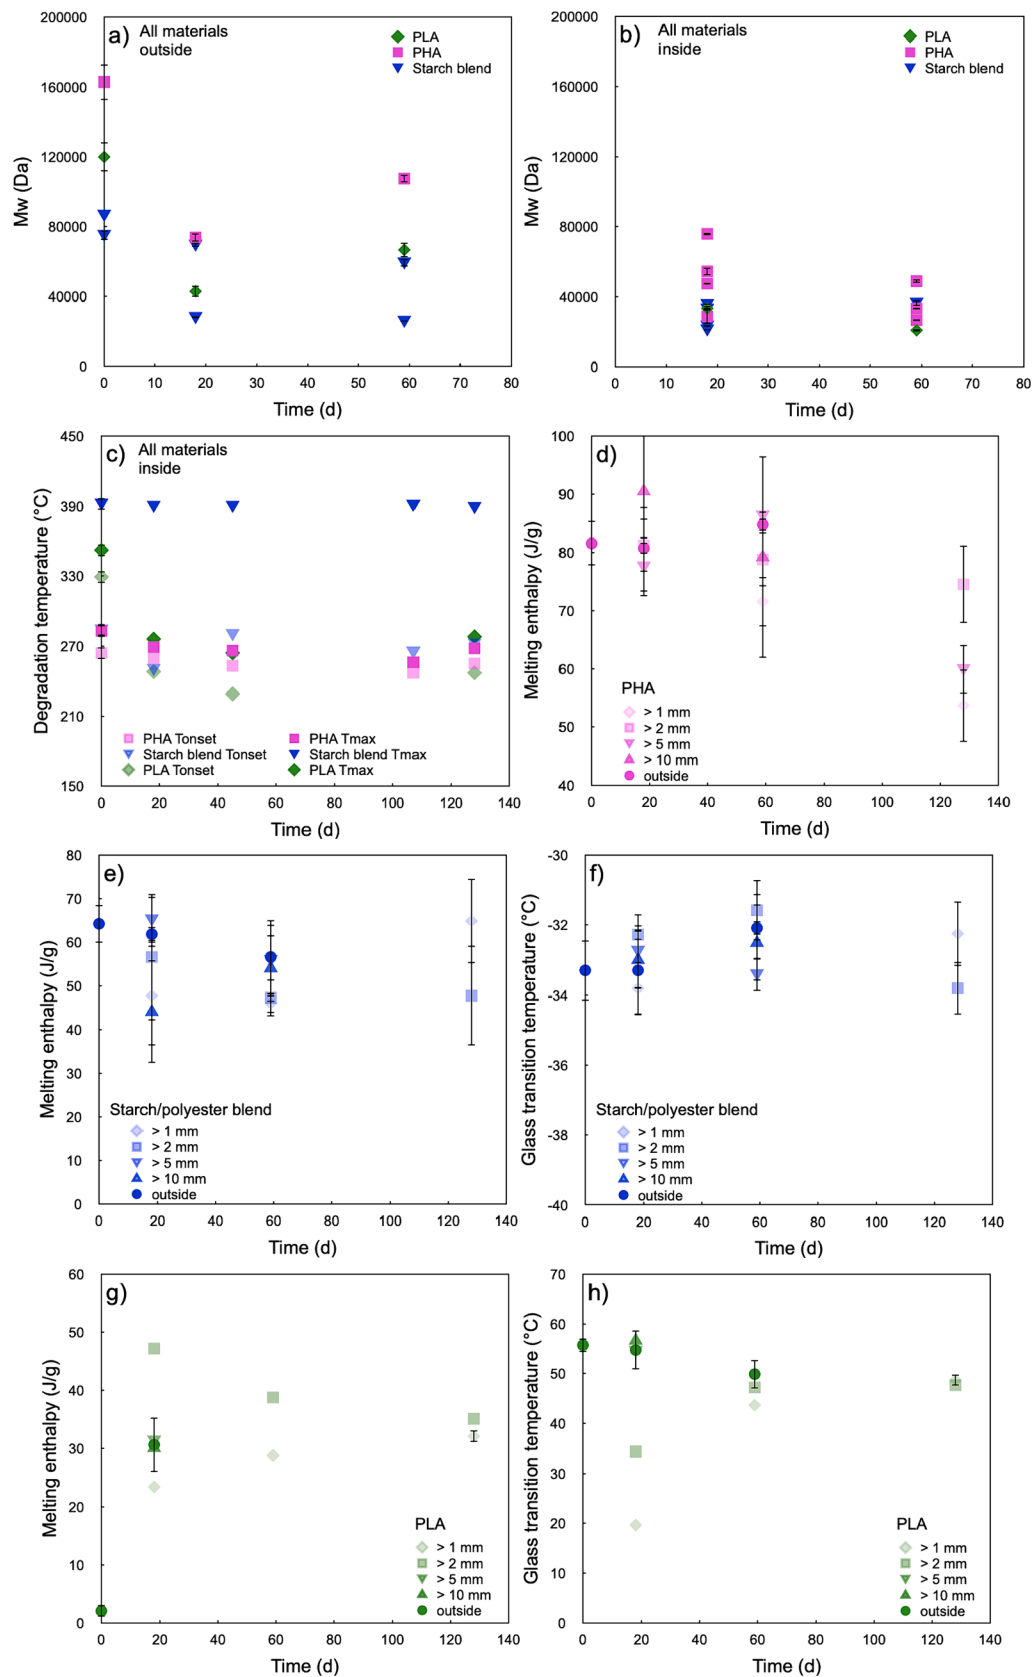 a) All materials
outside
PLA
PHA
Starch blend
200000
160000
120000
80000
40000
0
Mw (Da)
0 10 20 30 40 50 60 70 80
Time (d)
b) All materials
inside
PLA
PHA
Starch blend
200000
160000
120000
80000
40000
0
Mw (Da)
0 10 20 30 40 50 60 70 80
Time (d)
c) All materials
inside
450
390
330
270
210
150
Degradation temperature (°C)
PHA Tonset PHA Tmax
Starch blend Tonset Starch blend Tmax
PLA Tonset PLA Tmax
0 20 40 60 80 100 120 140
Time (d)
d)
100
90
80
70
60
50
40
Melting enthalpy (J/g)
PHA
> 1 mm
> 2 mm
> 5 mm
> 10 mm
outside
0 20 40 60 80 100 120 140
Time (d)
e)
80
70
60
50
40
30
20
10
0
Melting enthalpy (J/g)
Starch/polyester blend
> 1 mm
> 2 mm
> 5 mm
> 10 mm
outside
0 20 40 60 80 100 120 140
Time (d)
f)
-30
-32
-34
-36
-38
-40
Glass transition temperature (°C)
Starch/polyester blend
> 1 mm
> 2 mm
> 5 mm
> 10 mm
outside
0 20 40 60 80 100 120 140
Time (d)
g)
60
50
40
30
20
10
0
Melting enthalpy (J/g)
PLA
> 1 mm
> 2 mm
> 5 mm
> 10 mm
outside
0 20 40 60 80 100 120 140
Time (d)
h)
70
60
50
40
30
20
10
0
Glass transition temperature (°C)
PLA
> 1 mm
> 2 mm
> 5 mm
> 10 mm
outside
0 20 40 60 80 100 120 140
Time (d)